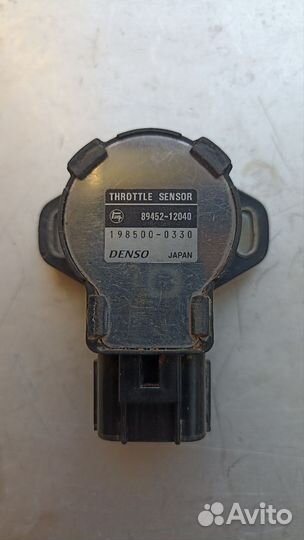 THROTTLE SENSOR
89452-12040
198500-0330
DENSO JAPAN
Avito